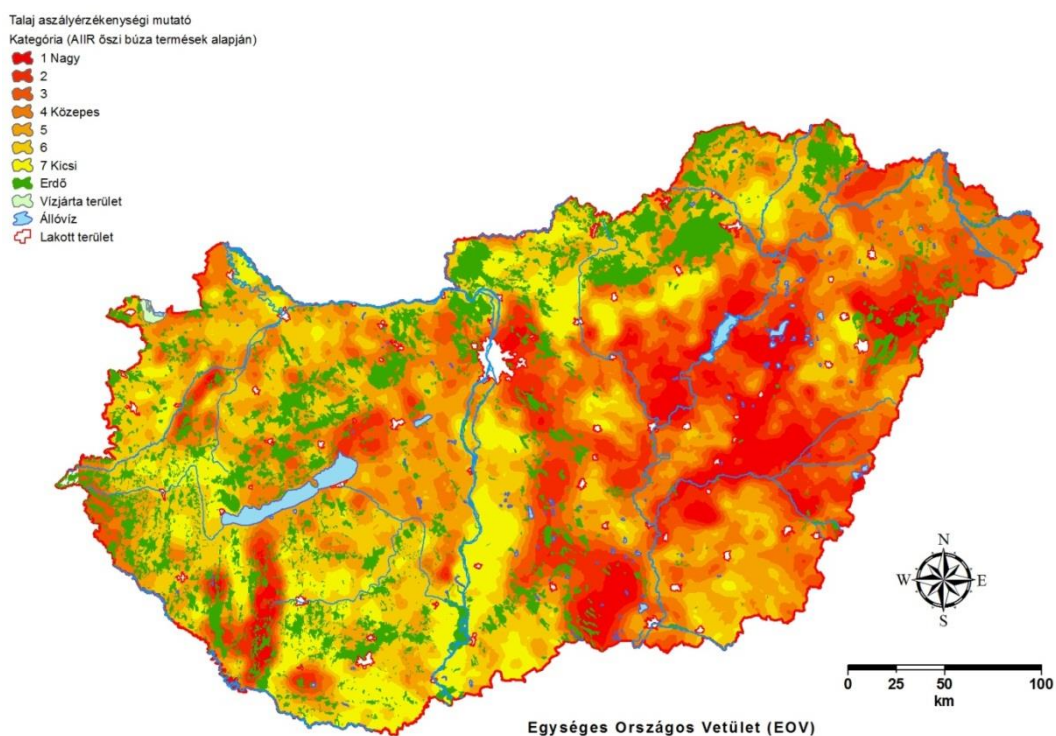 Talaj aszályérzékenységi mutató
Kategória (AIIR őszi búza termések alapján)
1 Nagy
2
3
4 Közepes
5
6
7 Kicsi
Erdő
Vízjárta terület
Állóvíz
Lakott terület
N
W E
S
0 25 50 100
km
Egységes Országos Vetület (EOV)